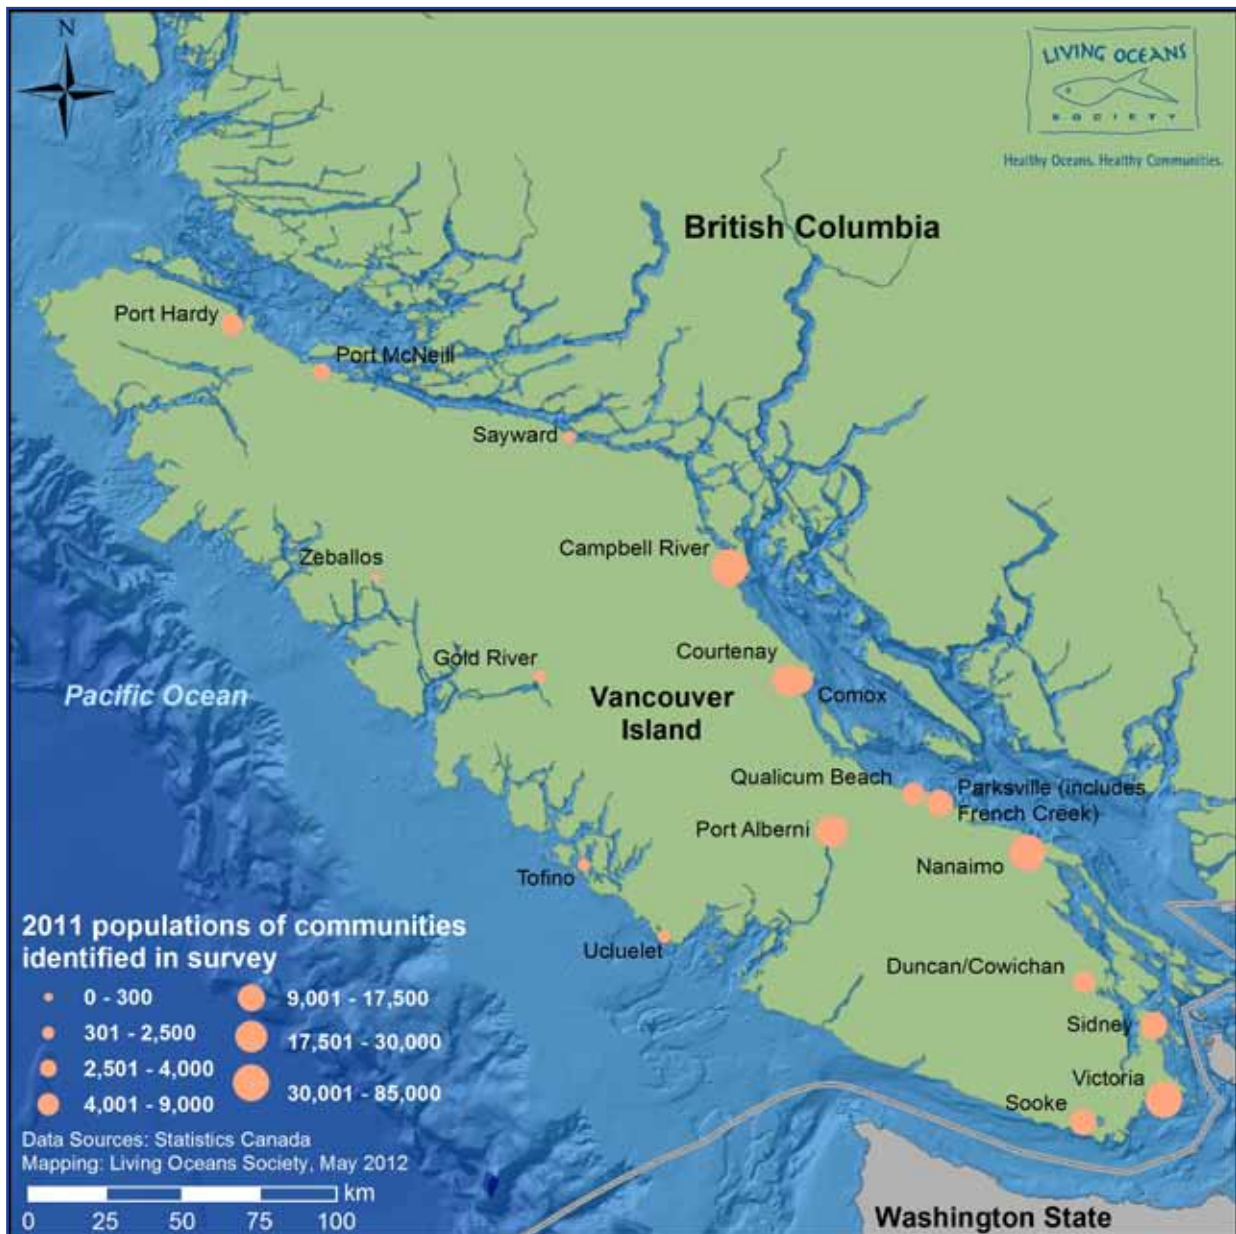 N
LIVING OCEANS
SOCIETY
Healthy Oceans. Healthy Communities.
British Columbia
Port Hardy
Port McNeill
Sayward
Campbell River
Zeballos
Courtenay
Gold River
Comox
Pacific Ocean
Vancouver
Island
Qualicum Beach
Parksville (includes
French Creek)
Port Alberni
Nanaimo
Tofino
Ucluelet
Duncan/Cowichan
Sidney
Victoria
Sooke
2011 populations of communities
identified in survey
0 - 300
301 - 2,500
2,501 - 4,000
4,001 - 9,000
9,001 - 17,500
17,501 - 30,000
30,001 - 85,000
Data Sources: Statistics Canada
Mapping: Living Oceans Society, May 2012
km
0 25 50 75 100
Washington State